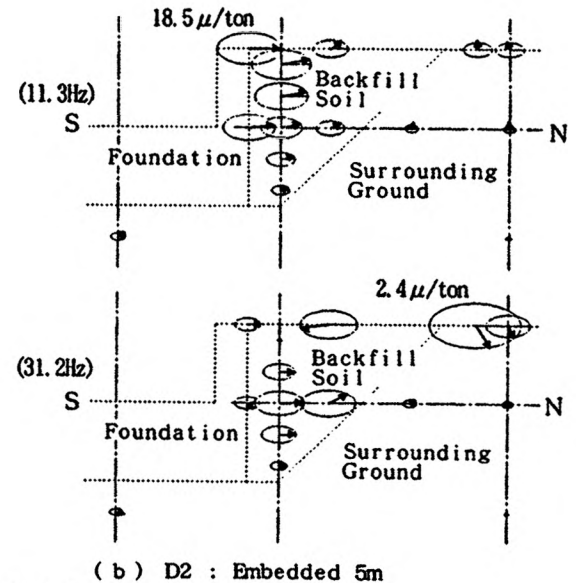 18.5μ/ton
(11.3Hz)
Backfill
Soil
S
N
Foundation
Surrounding
Ground
2.4μ/ton
(31.2Hz)
Backfill
Soil
S
N
Foundation
Surrounding
Ground
(b) D2 : Embedded 5m